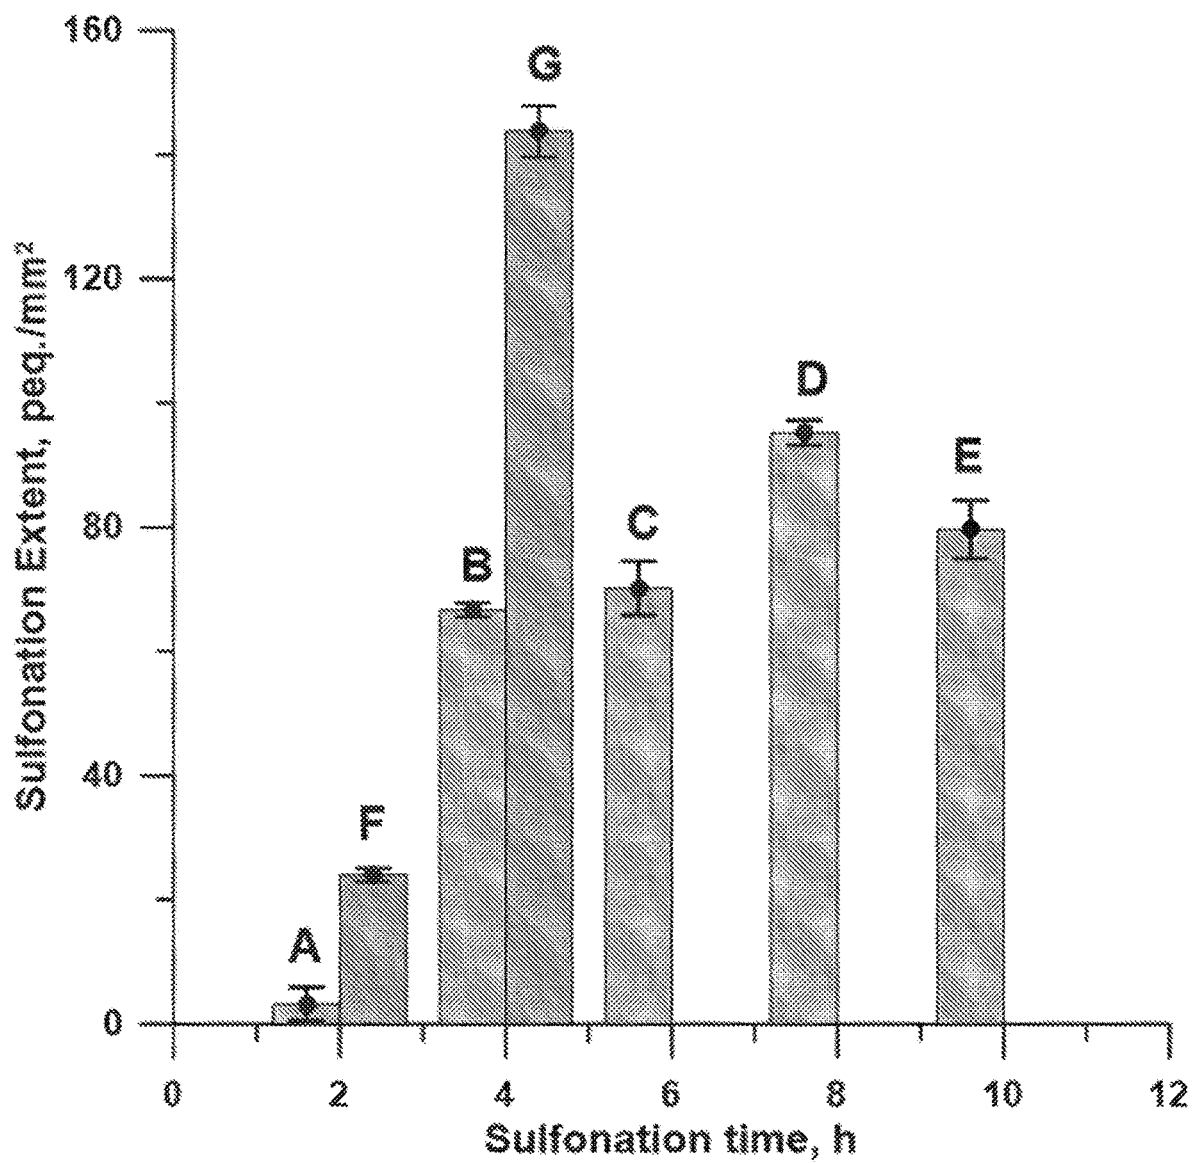 160
120
80
40
0
Sulfonation Extent, peq./mm²
G
D
E
C
B
F
A
0 2 4 6 8 10 12
Sulfonation time, h